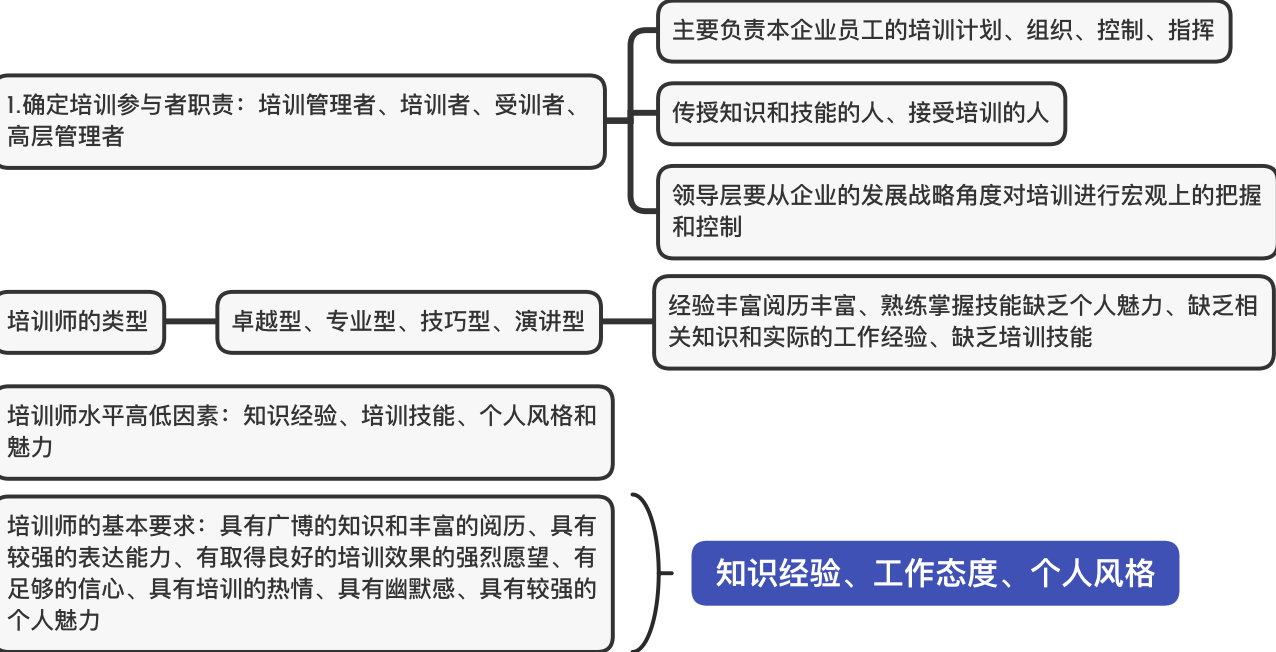 1.确定培训参与者职责：培训管理者、培训者、受训者、
高层管理者
主要负责本企业员工的培训计划、组织、控制、指挥
传授知识和技能的人、接受培训的人
领导层要从企业的发展战略角度对培训进行宏观上的把握
和控制
培训师的类型
卓越型、专业型、技巧型、演讲型
经验丰富阅历丰富、熟练掌握技能缺乏个人魅力、缺乏相
关知识和实际的工作经验、缺乏培训技能
培训师水平高低因素：知识经验、培训技能、个人风格和
魅力
培训师的基本要求：具有广博的知识和丰富的阅历、具有
较强的表达能力、有取得良好的培训效果的强烈愿望、有
足够的信心、具有培训的热情、具有幽默感、具有较强的
个人魅力
知识经验、工作态度、个人风格